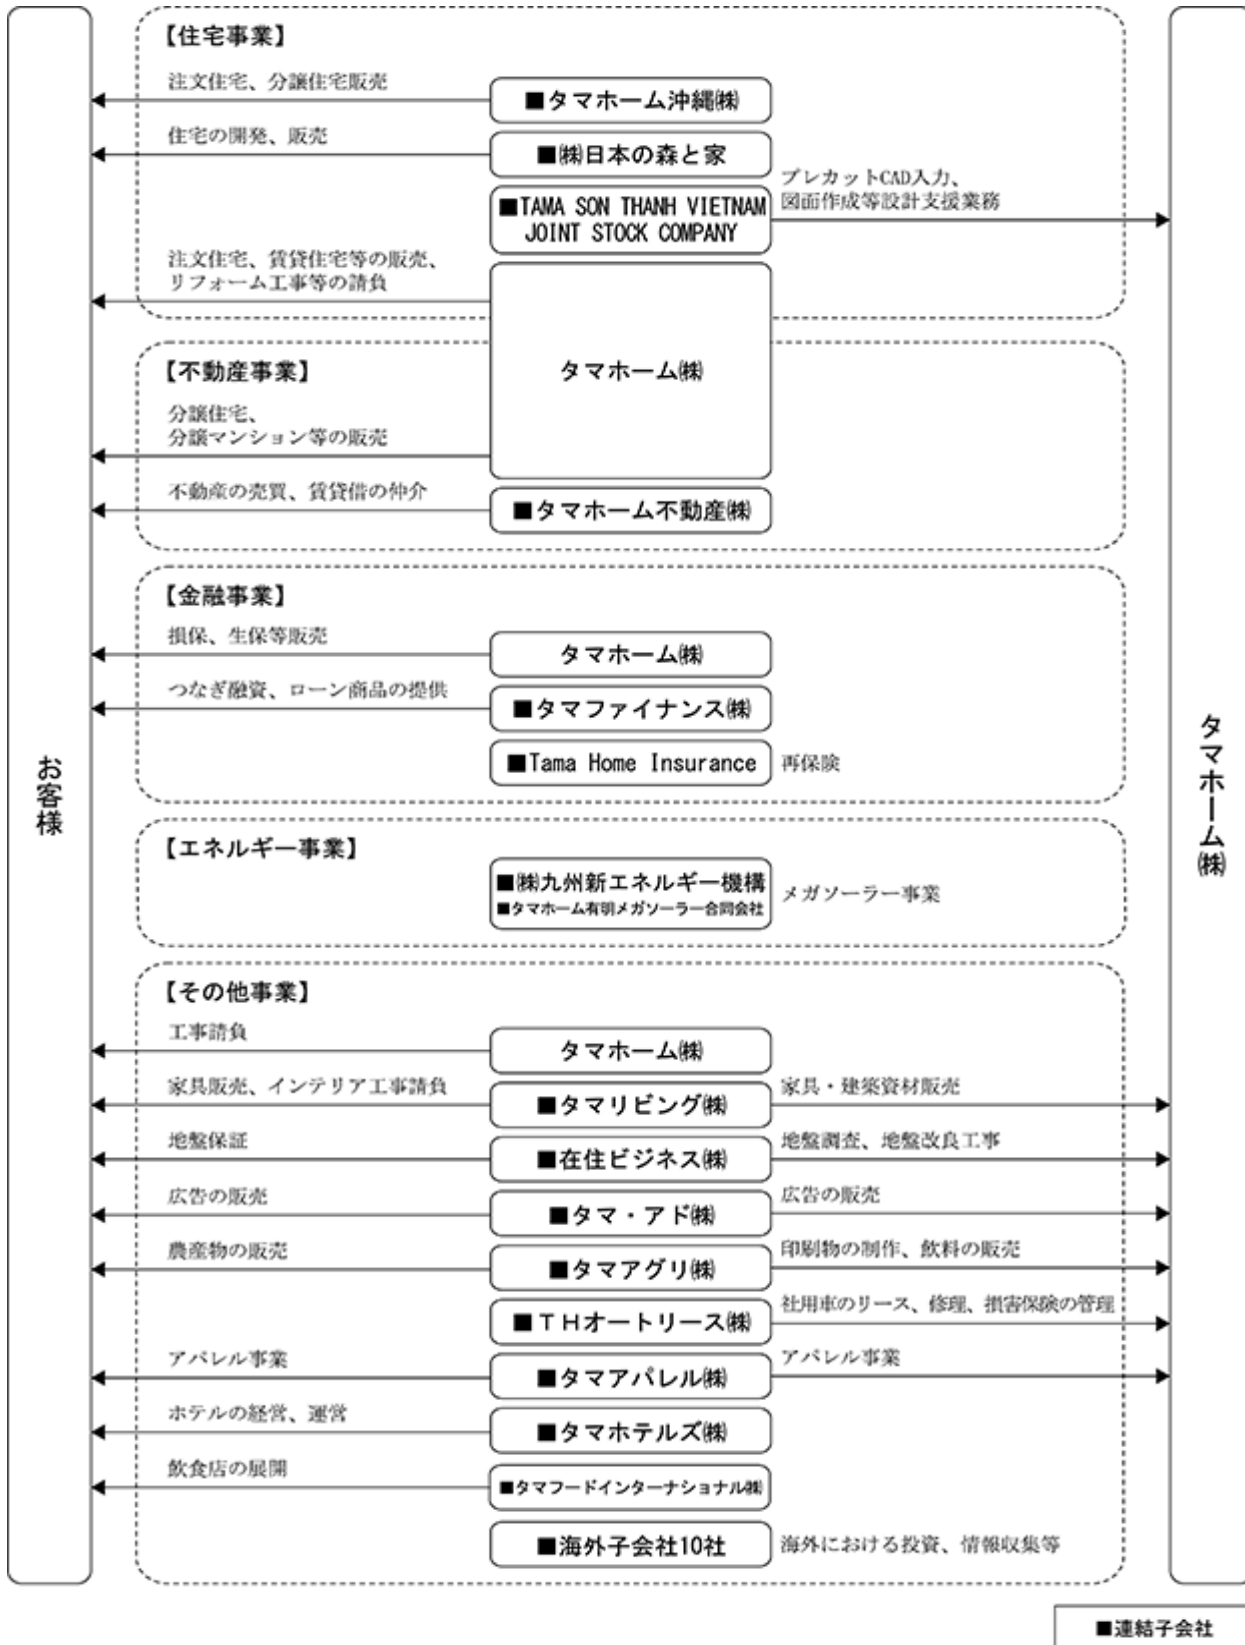 【住宅事業】
注文住宅、分譲住宅販売
■タマホーム沖縄㈱
住宅の開発、販売
■㈱日本の森と家
プレカットCAD入力、
図面作成等設計支援業務
■TAMA SON THANH VIETNAM
JOINT STOCK COMPANY
注文住宅、賃貸住宅等の販売、
リフォーム工事等の請負
タマホーム㈱
【不動産事業】
分譲住宅、
分譲マンション等の販売
不動産の売買、賃貸借の仲介
■タマホーム不動産㈱
【金融事業】
損保、生保等販売
タマホーム㈱
つなぎ融資、ローン商品の提供
■タマファイナンス㈱
■Tama Home Insurance
再保険
お客様
タマホーム㈱
【エネルギー事業】
■㈱九州新エネルギー機構
■タマホーム有明メガソーラー合同会社
メガソーラー事業
【その他事業】
工事請負
タマホーム㈱
家具販売、インテリア工事請負
■タマリビング㈱
家具・建築資材販売
地盤保証
■在住ビジネス㈱
地盤調査、地盤改良工事
広告の販売
■タマ・アド㈱
広告の販売
農産物の販売
■タマアグリ㈱
印刷物の制作、飲料の販売
■ＴＨオートリース㈱
社用車のリース、修理、損害保険の管理
アパレル事業
■タマアパレル㈱
アパレル事業
ホテルの経営、運営
■タマホテルズ㈱
飲食店の展開
■タマフードインターナショナル㈱
■海外子会社10社
海外における投資、情報収集等
■連結子会社